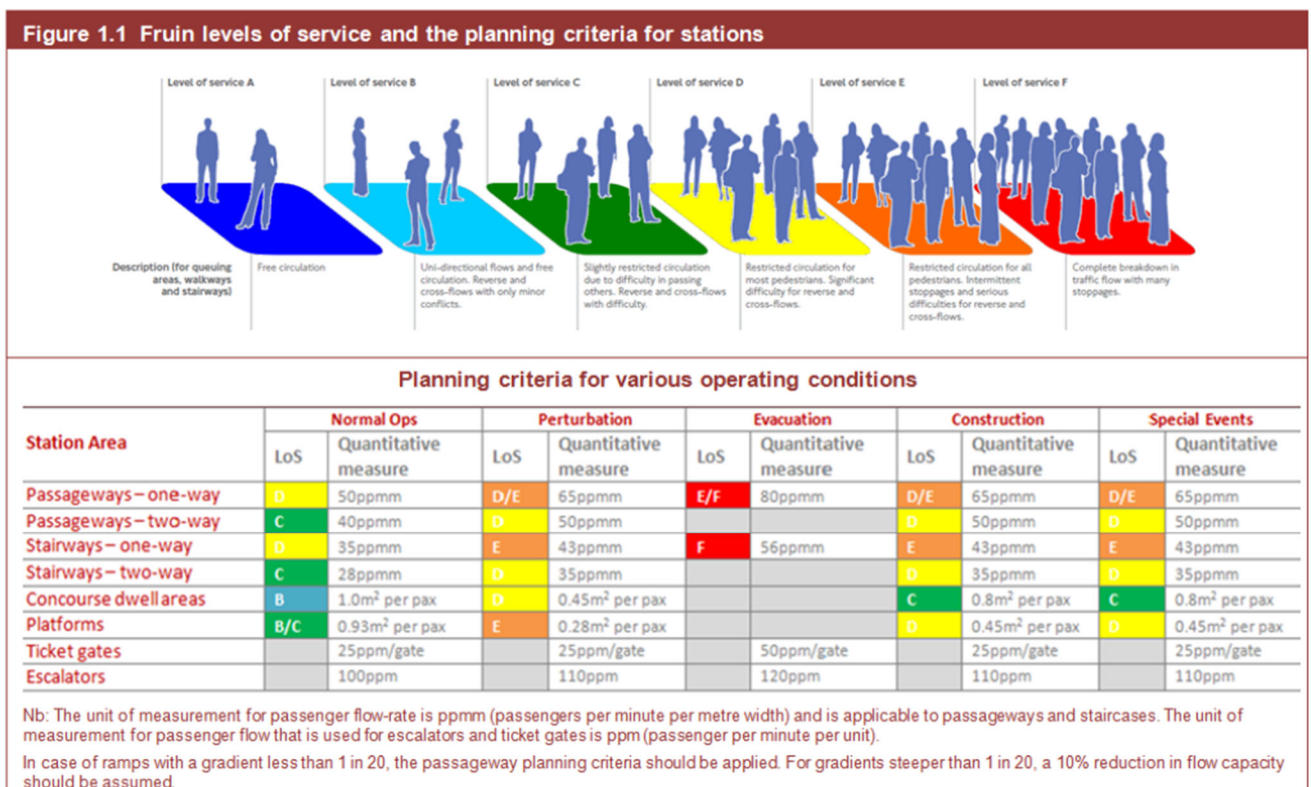 Figure 1.1 Fruin levels of service and the planning criteria for stations
Level of service A
Level of service B
Level of service C
Level of service D
Level of service E
Level of service F
Description (for queuing
areas, walkways
and stairways)
Free circulation
Uni-directional flows and free
circulation. Reverse and
cross-flows with only minor
conflicts.
Slightly restricted circulation
due to difficulty in passing
others. Reverse and cross-flows
with difficulty.
Restricted circulation for
most pedestrians. Significant
difficulty for reverse and
cross-flows.
Restricted circulation for all
pedestrians. Intermittent
stoppages and serious
difficulties for reverse and
cross-flows.
Complete breakdown in
traffic flow with many
stoppages.
Planning criteria for various operating conditions
Station Area Normal Ops Perturbation Evacuation Construction Special Events
LoS Quantitative measure LoS Quantitative measure LoS Quantitative measure LoS Quantitative measure LoS Quantitative measure
Passageways – one-way D 50ppmm D/E 65ppmm E/F 80ppmm D/E 65ppmm D/E 65ppmm
Passageways – two-way C 40ppmm D 50ppmm D 50ppmm D 50ppmm
Stairways – one-way D 35ppmm E 43ppmm F 56ppmm E 43ppmm E 43ppmm
Stairways – two-way C 28ppmm D 35ppmm D 35ppmm D 35ppmm
Concourse dwell areas B 1.0m² per pax D 0.45m² per pax C 0.8m² per pax C 0.8m² per pax
Platforms B/C 0.93m² per pax E 0.28m² per pax D 0.45m² per pax D 0.45m² per pax
Ticket gates 25ppm/gate 25ppm/gate 50ppm/gate 25ppm/gate 25ppm/gate
Escalators 100ppm 110ppm 120ppm 110ppm 110ppm
Nb: The unit of measurement for passenger flow-rate is ppmm (passengers per minute per metre width) and is applicable to passageways and staircases. The unit of
measurement for passenger flow that is used for escalators and ticket gates is ppm (passenger per minute per unit).
In case of ramps with a gradient less than 1 in 20, the passageway planning criteria should be applied. For gradients steeper than 1 in 20, a 10% reduction in flow capacity
should be assumed.